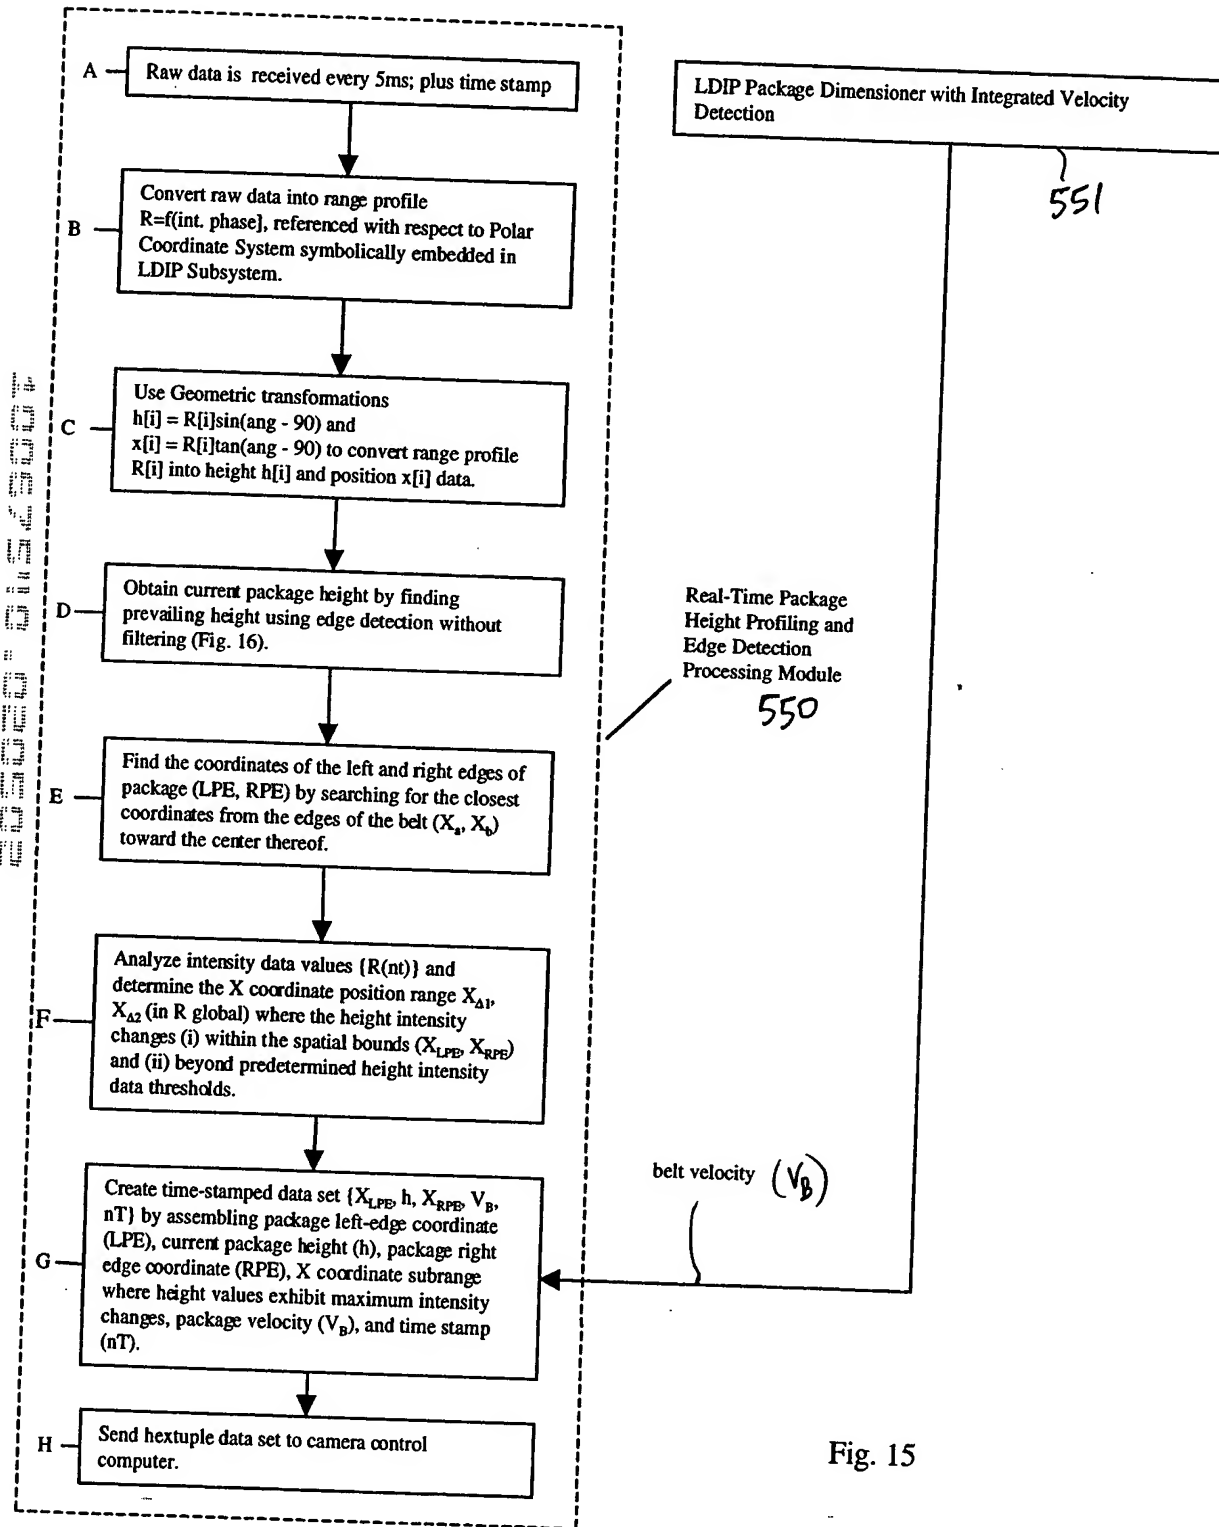 A
Raw data is received every 5ms; plus time stamp
LDIP Package Dimensioner with Integrated Velocity
Detection
551
B
Convert raw data into range profile
R=f(int. phase], referenced with respect to Polar
Coordinate System symbolically embedded in
LDIP Subsystem.
C
Use Geometric transformations
h[i] = R[i]sin(ang - 90) and
x[i] = R[i]tan(ang - 90) to convert range profile
R[i] into height h[i] and position x[i] data.
D
Obtain current package height by finding
prevailing height using edge detection without
filtering (Fig. 16).
Real-Time Package
Height Profiling and
Edge Detection
Processing Module
550
E
Find the coordinates of the left and right edges of
package (LPE, RPE) by searching for the closest
coordinates from the edges of the belt (Xa, Xb)
toward the center thereof.
F
Analyze intensity data values {R(nt)} and
determine the X coordinate position range XΔ1,
XΔ2 (in R global) where the height intensity
changes (i) within the spatial bounds (XLPE, XRPE)
and (ii) beyond predetermined height intensity
data thresholds.
belt velocity (VB)
G
Create time-stamped data set {XLPE, h, XRPE, VB,
nT} by assembling package left-edge coordinate
(LPE), current package height (h), package right
edge coordinate (RPE), X coordinate subrange
where height values exhibit maximum intensity
changes, package velocity (VB), and time stamp
(nT).
H
Send hextuple data set to camera control
computer.
Fig. 15